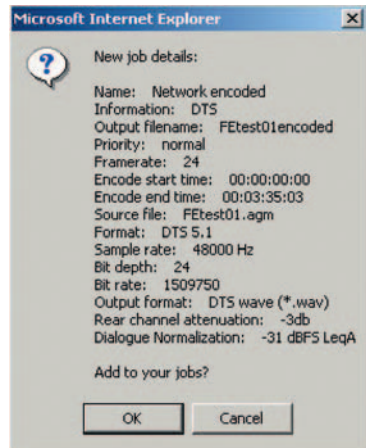 Microsoft Internet Explorer
New job details:
Name: Network encoded
Information: DTS
Output filename: FEtest01encoded
Priority: normal
Framerate: 24
Encode start time: 00:00:00:00
Encode end time: 00:03:35:03
Source file: FEtest01.agm
Format: DTS 5.1
Sample rate: 48000 Hz
Bit depth: 24
Bit rate: 1509750
Output format: DTS wave (*.wav)
Rear channel attenuation: -3db
Dialogue Normalization: -31 dBFS LeqA
Add to your jobs?
OK Cancel